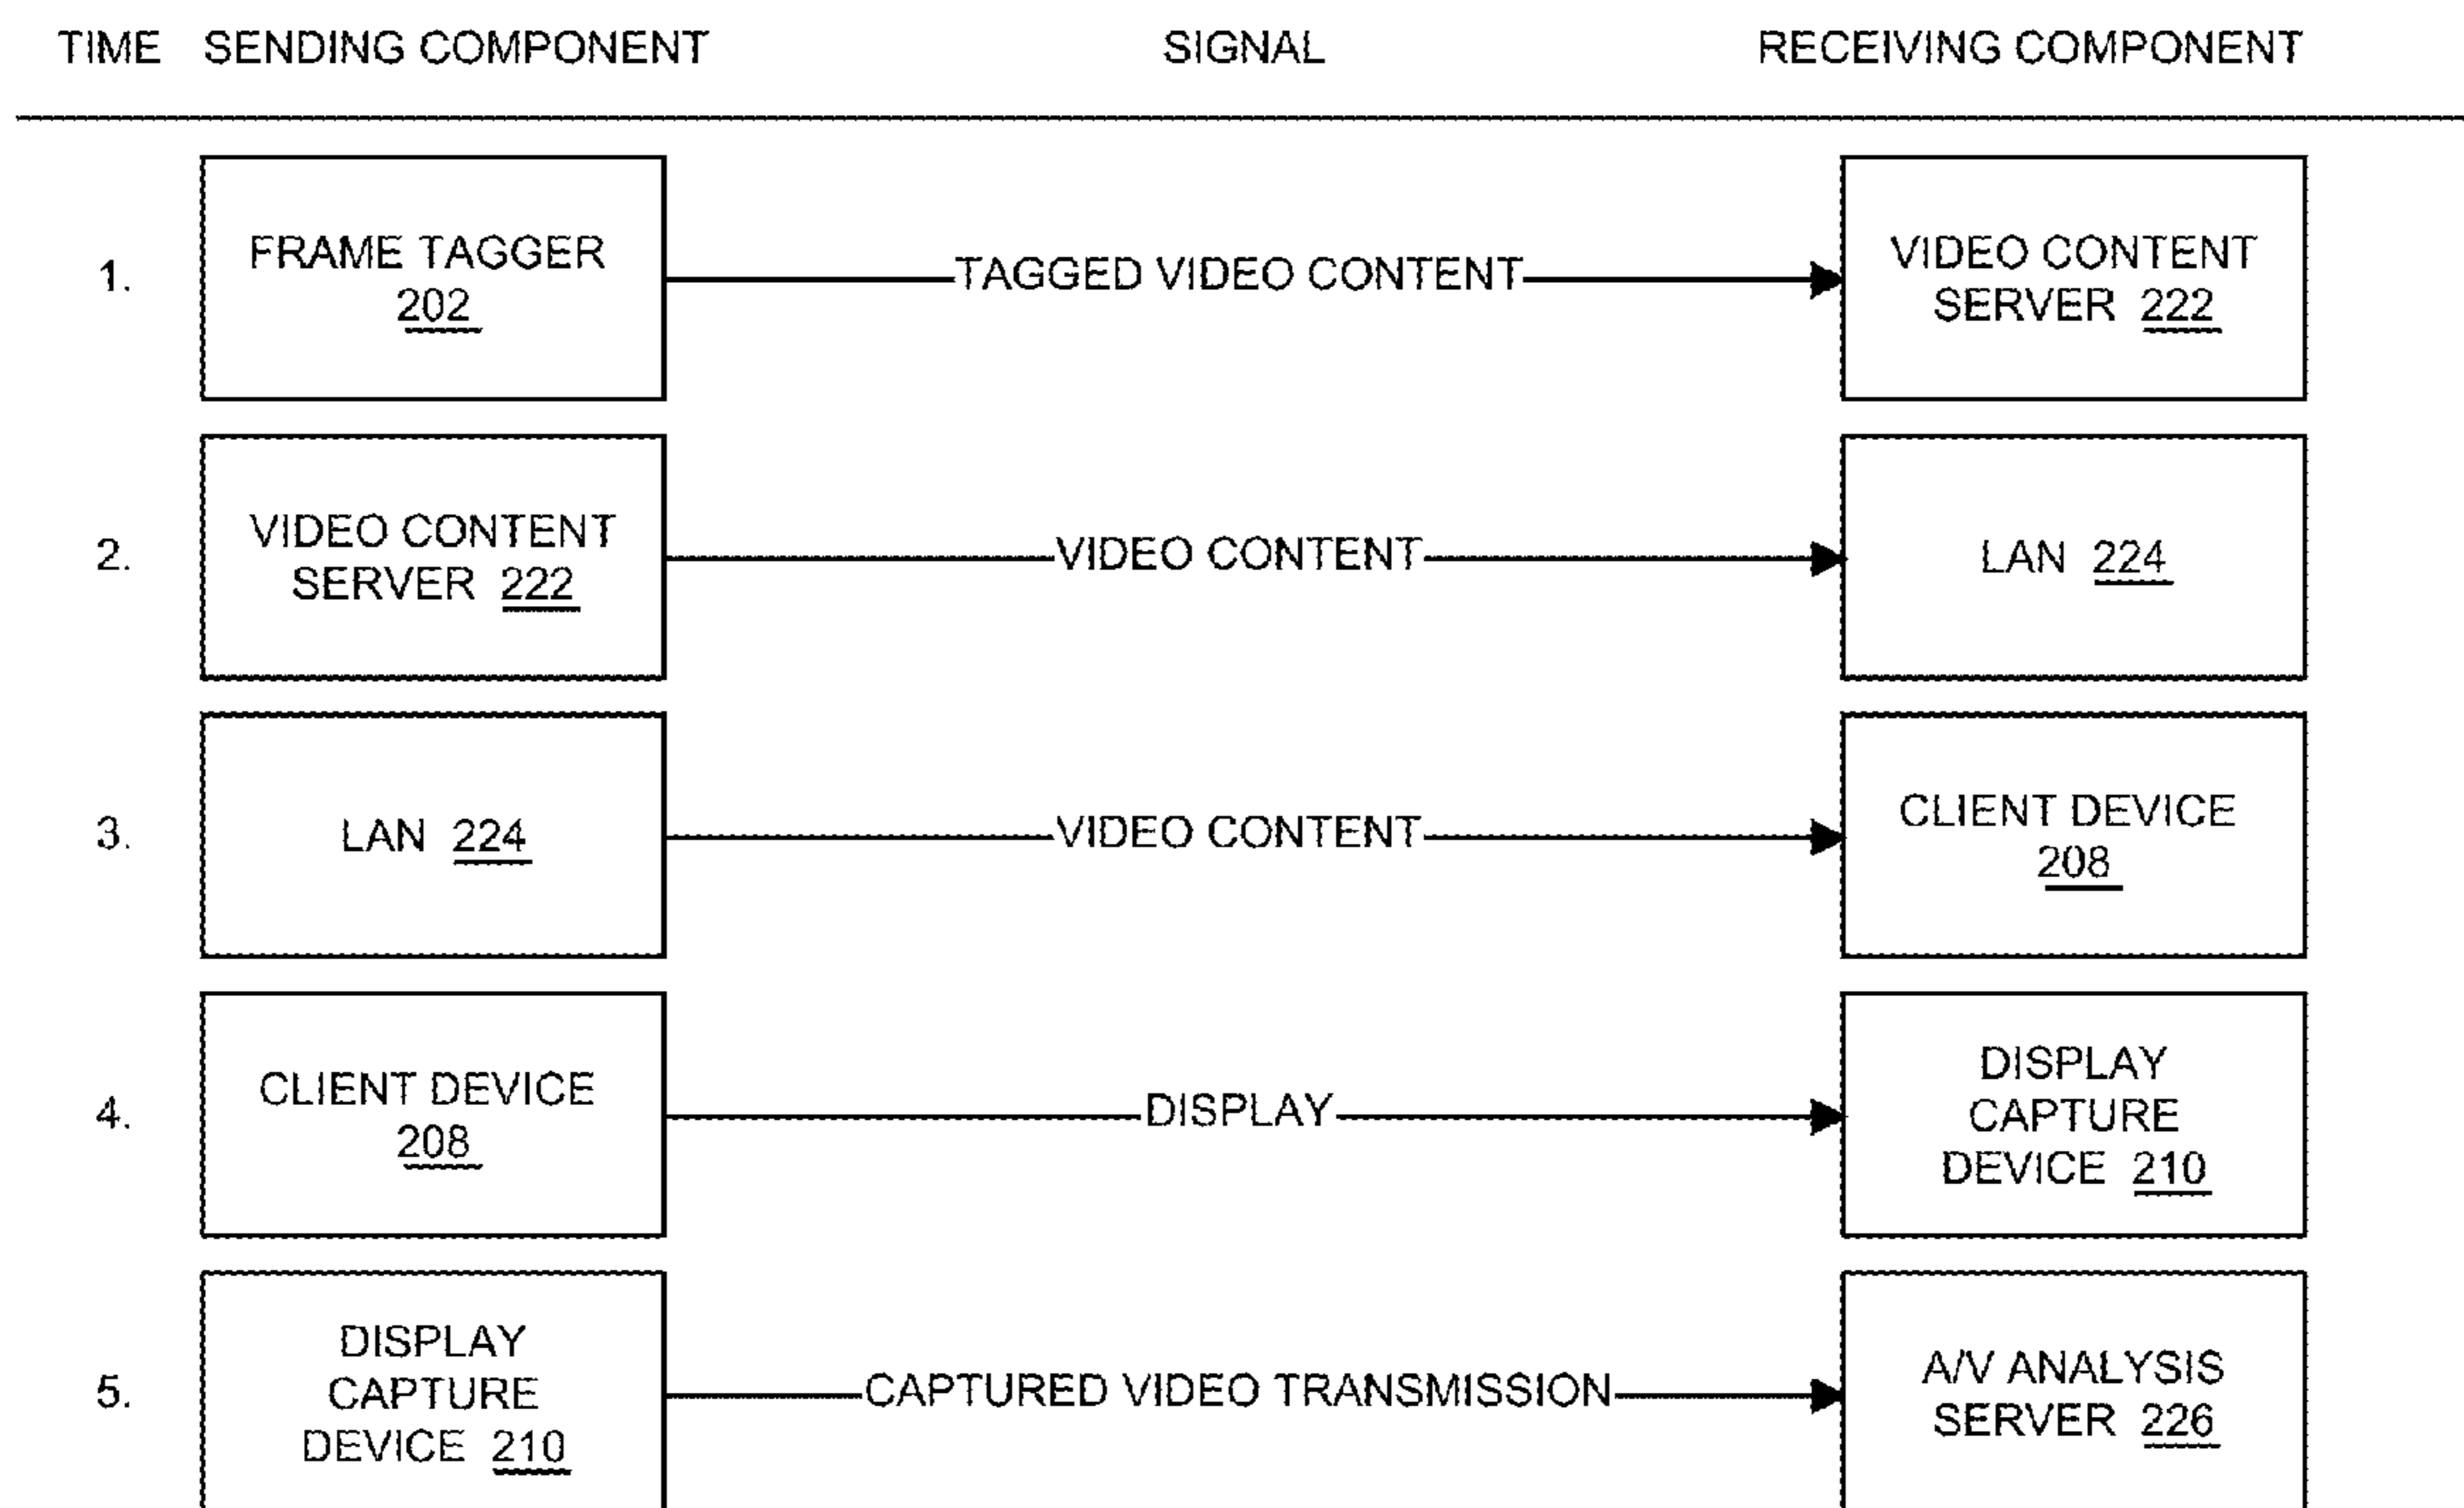 TIME SENDING COMPONENT SIGNAL RECEIVING COMPONENT
1.
FRAME TAGGER
202
TAGGED VIDEO CONTENT
VIDEO CONTENT
SERVER 222
2.
VIDEO CONTENT
SERVER 222
VIDEO CONTENT
LAN 224
3.
LAN 224
VIDEO CONTENT
CLIENT DEVICE
208
4.
CLIENT DEVICE
208
DISPLAY
DISPLAY
CAPTURE
DEVICE 210
5.
DISPLAY
CAPTURE
DEVICE 210
CAPTURED VIDEO TRANSMISSION
A/V ANALYSIS
SERVER 226